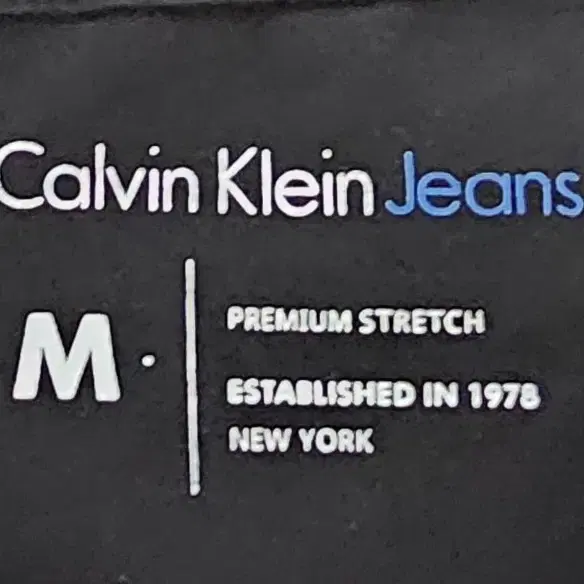 Calvin Klein Jeans
M·
PREMIUM STRETCH
ESTABLISHED IN 1978
NEW YORK